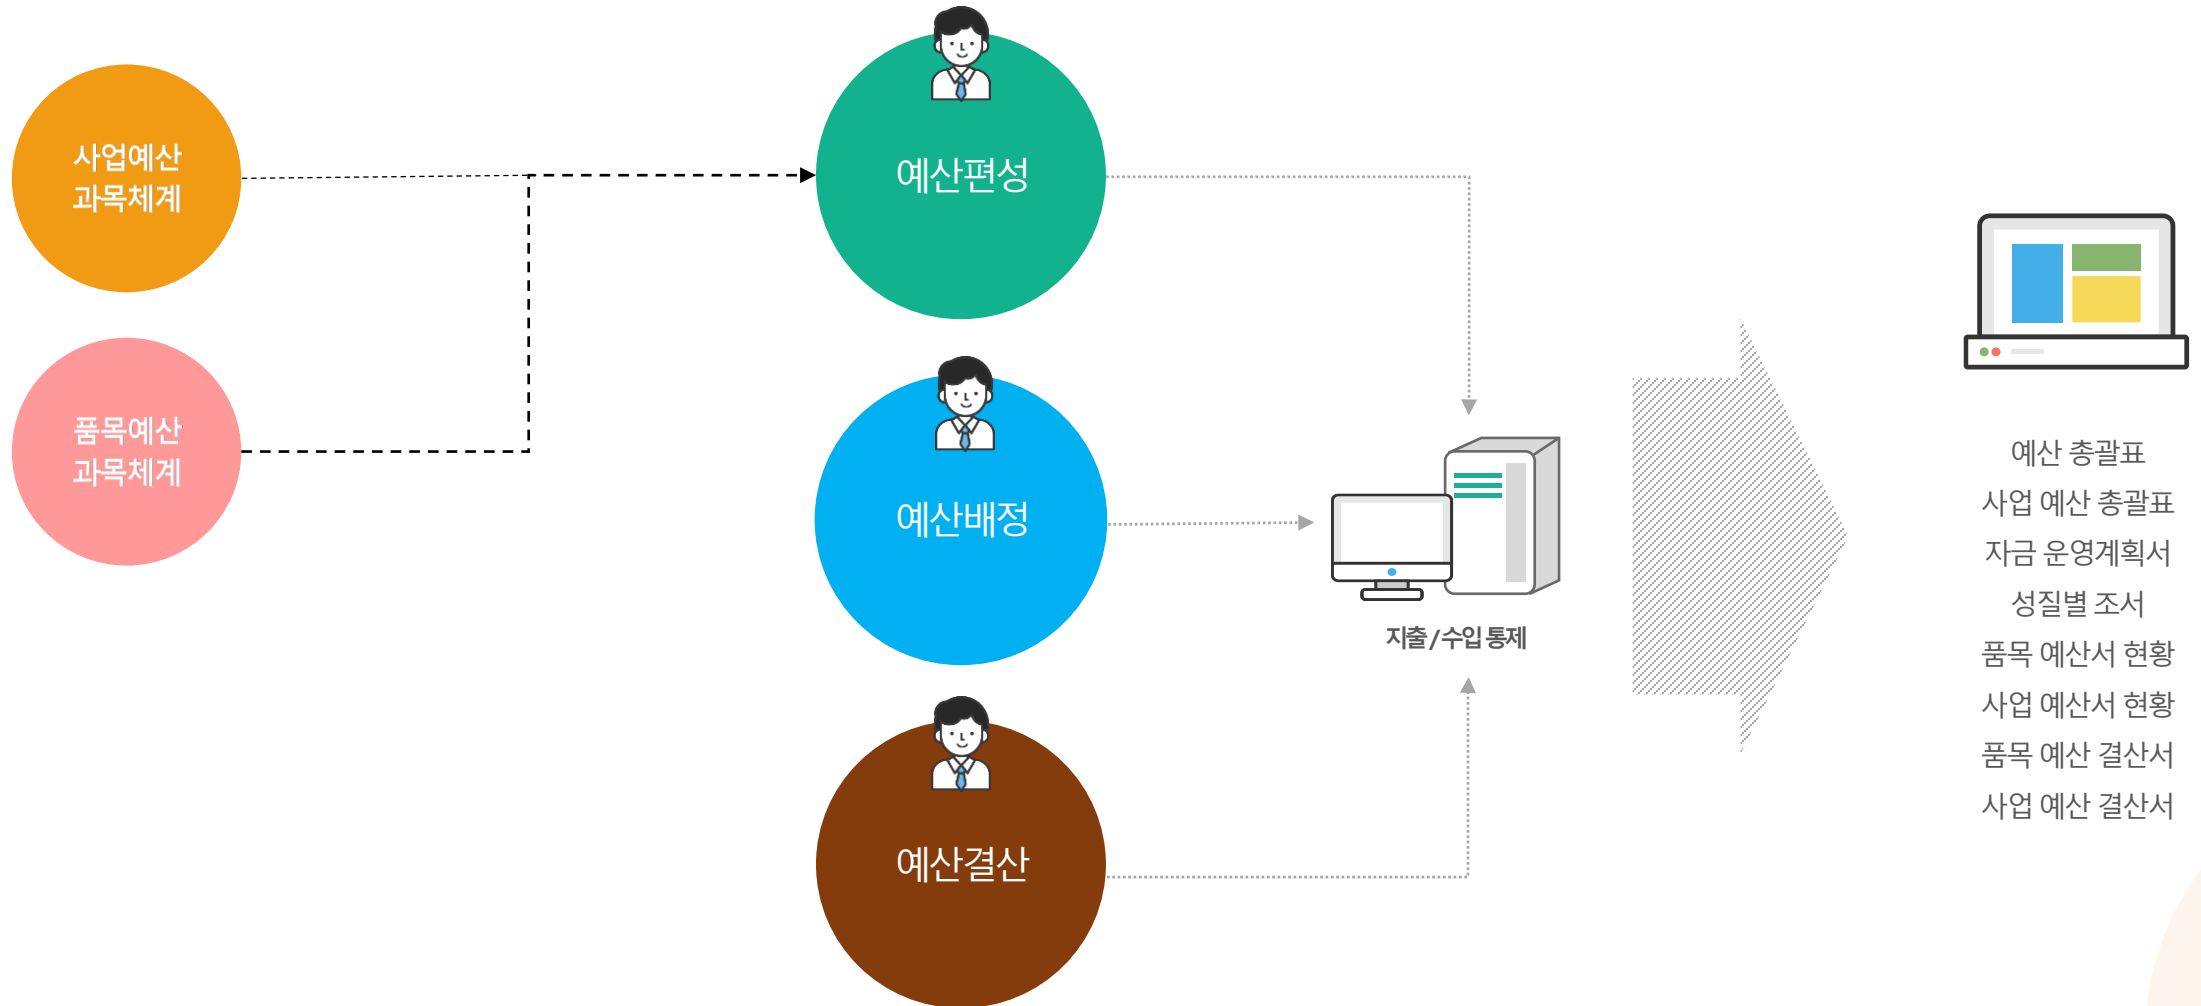 사업예산
과목체계
품목예산
과목체계
예산편성
예산배정
예산결산
지출/수입 통제
예산 총괄표
사업 예산 총괄표
자금 운영계획서
성질별 조서
품목 예산서 현황
사업 예산서 현황
품목 예산 결산서
사업 예산 결산서